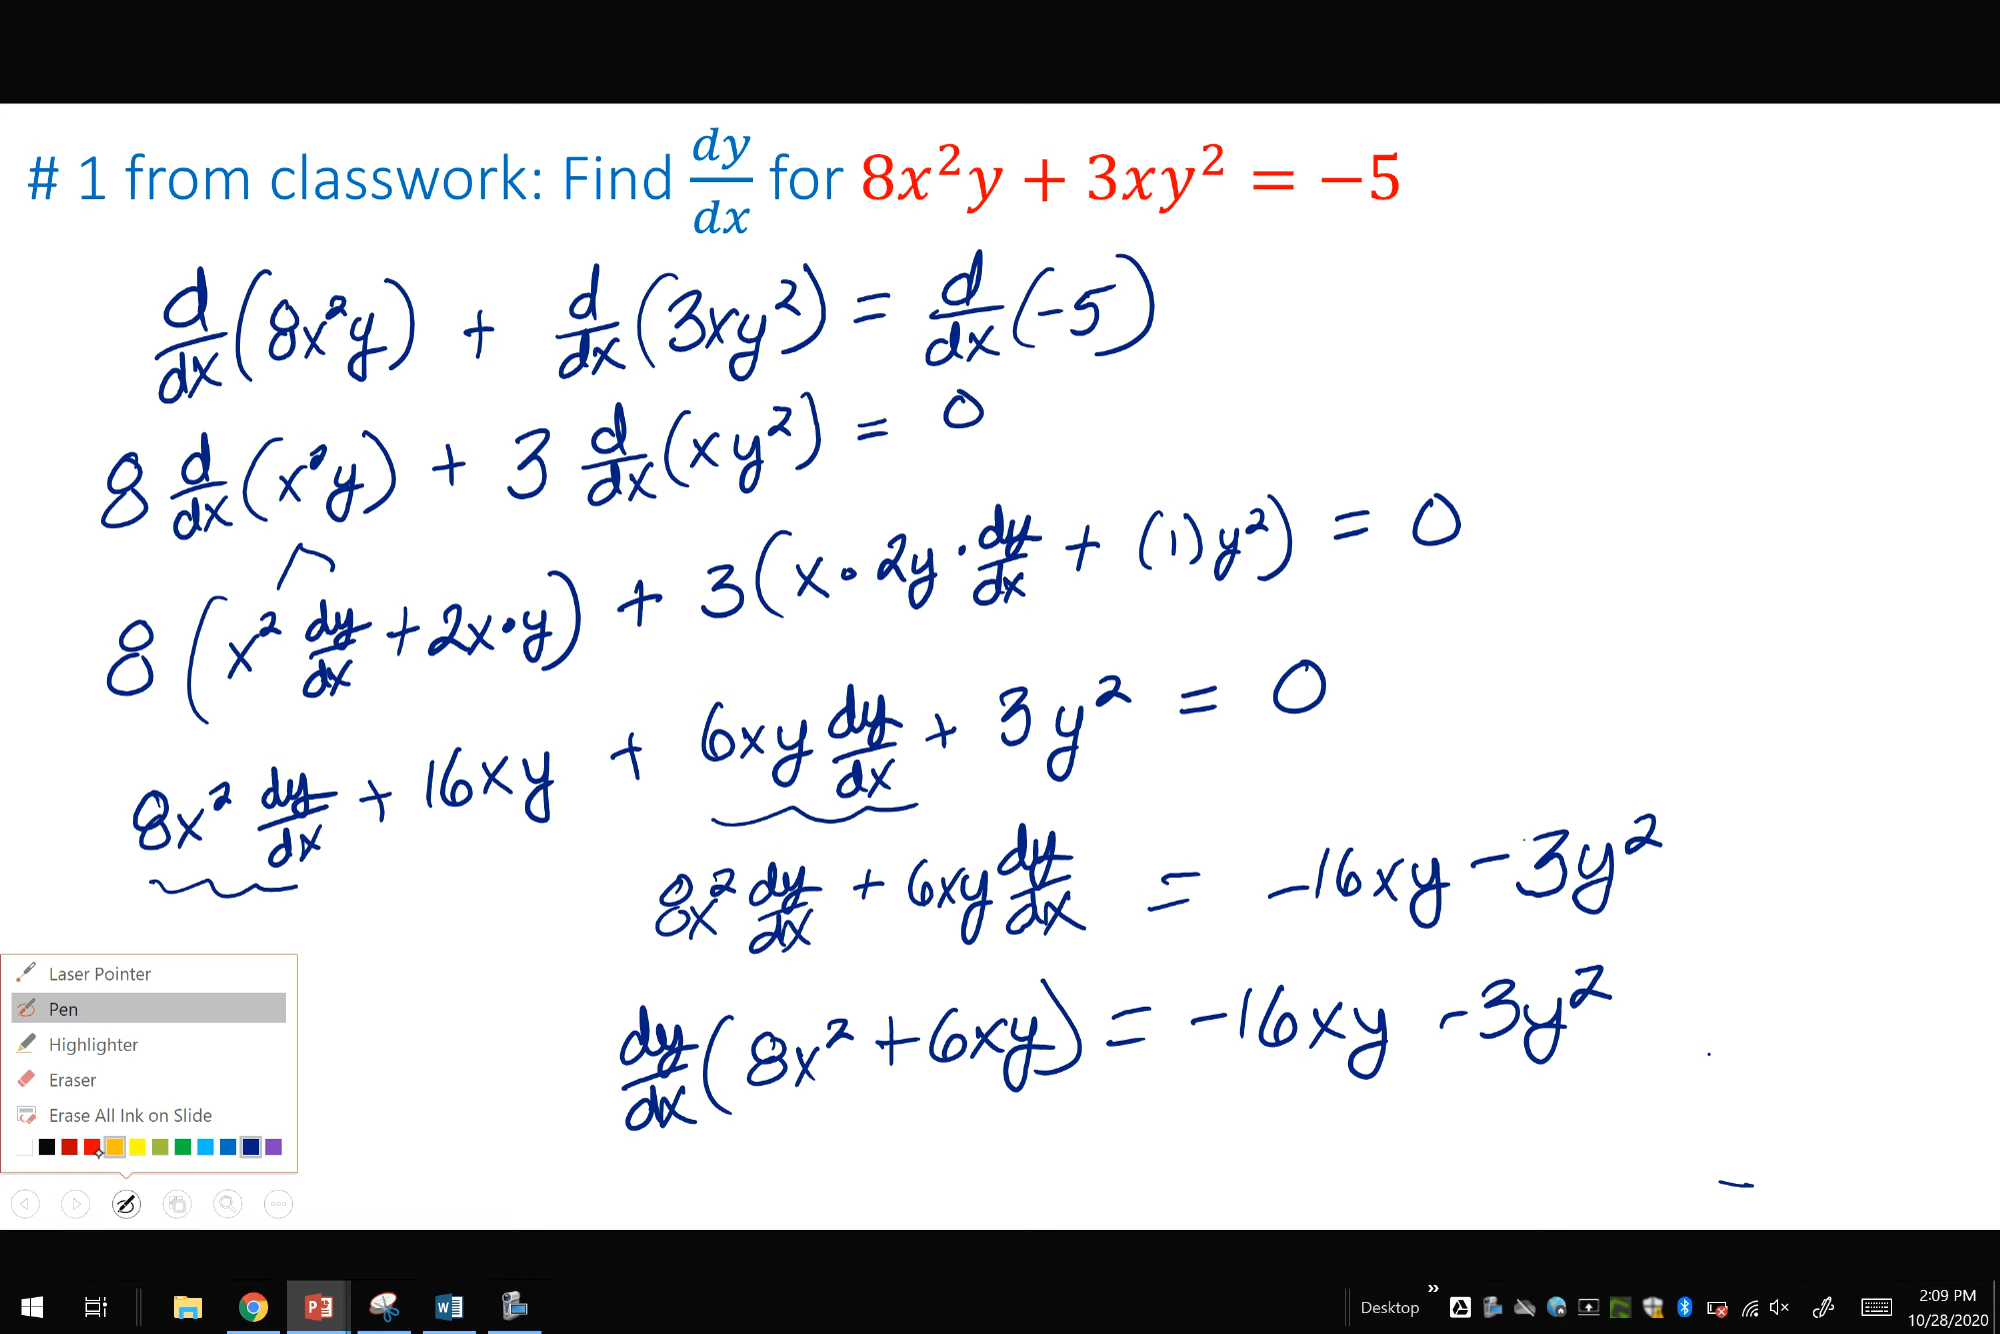 # 1 from classwork: Find dy/dx for 8x²y + 3xy² = −5
d/dx (8x²y) + d/dx (3xy²) = d/dx (-5)
8 d/dx (x²y) + 3 d/dx (xy²) = 0
8 (x² dy/dx + 2x•y) + 3 (x • 2y • dy/dx + (1)y²) = 0
8x² dy/dx + 16xy + 6xy dy/dx + 3y² = 0
8x² dy/dx + 6xy dy/dx = -16xy - 3y²
dy/dx (8x² + 6xy) = -16xy - 3y²
Laser Pointer
Pen
Highlighter
Eraser
Erase All Ink on Slide
Desktop
2:09 PM
10/28/2020